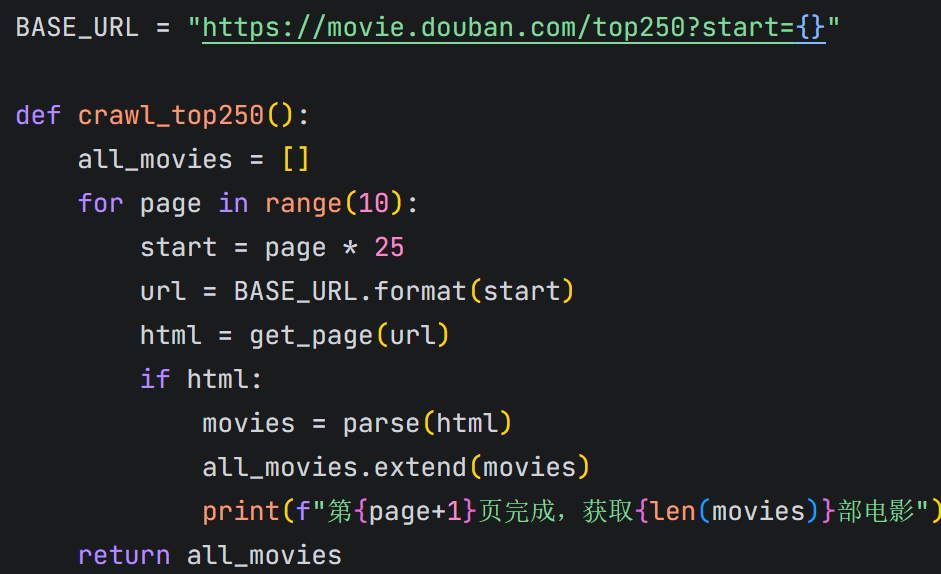 BASE_URL = "https://movie.douban.com/top250?start={}"
def crawl_top250():
    all_movies = []
    for page in range(10):
        start = page * 25
        url = BASE_URL.format(start)
        html = get_page(url)
        if html:
            movies = parse(html)
            all_movies.extend(movies)
            print(f"第{page+1}页完成，获取{len(movies)}部电影")
    return all_movies